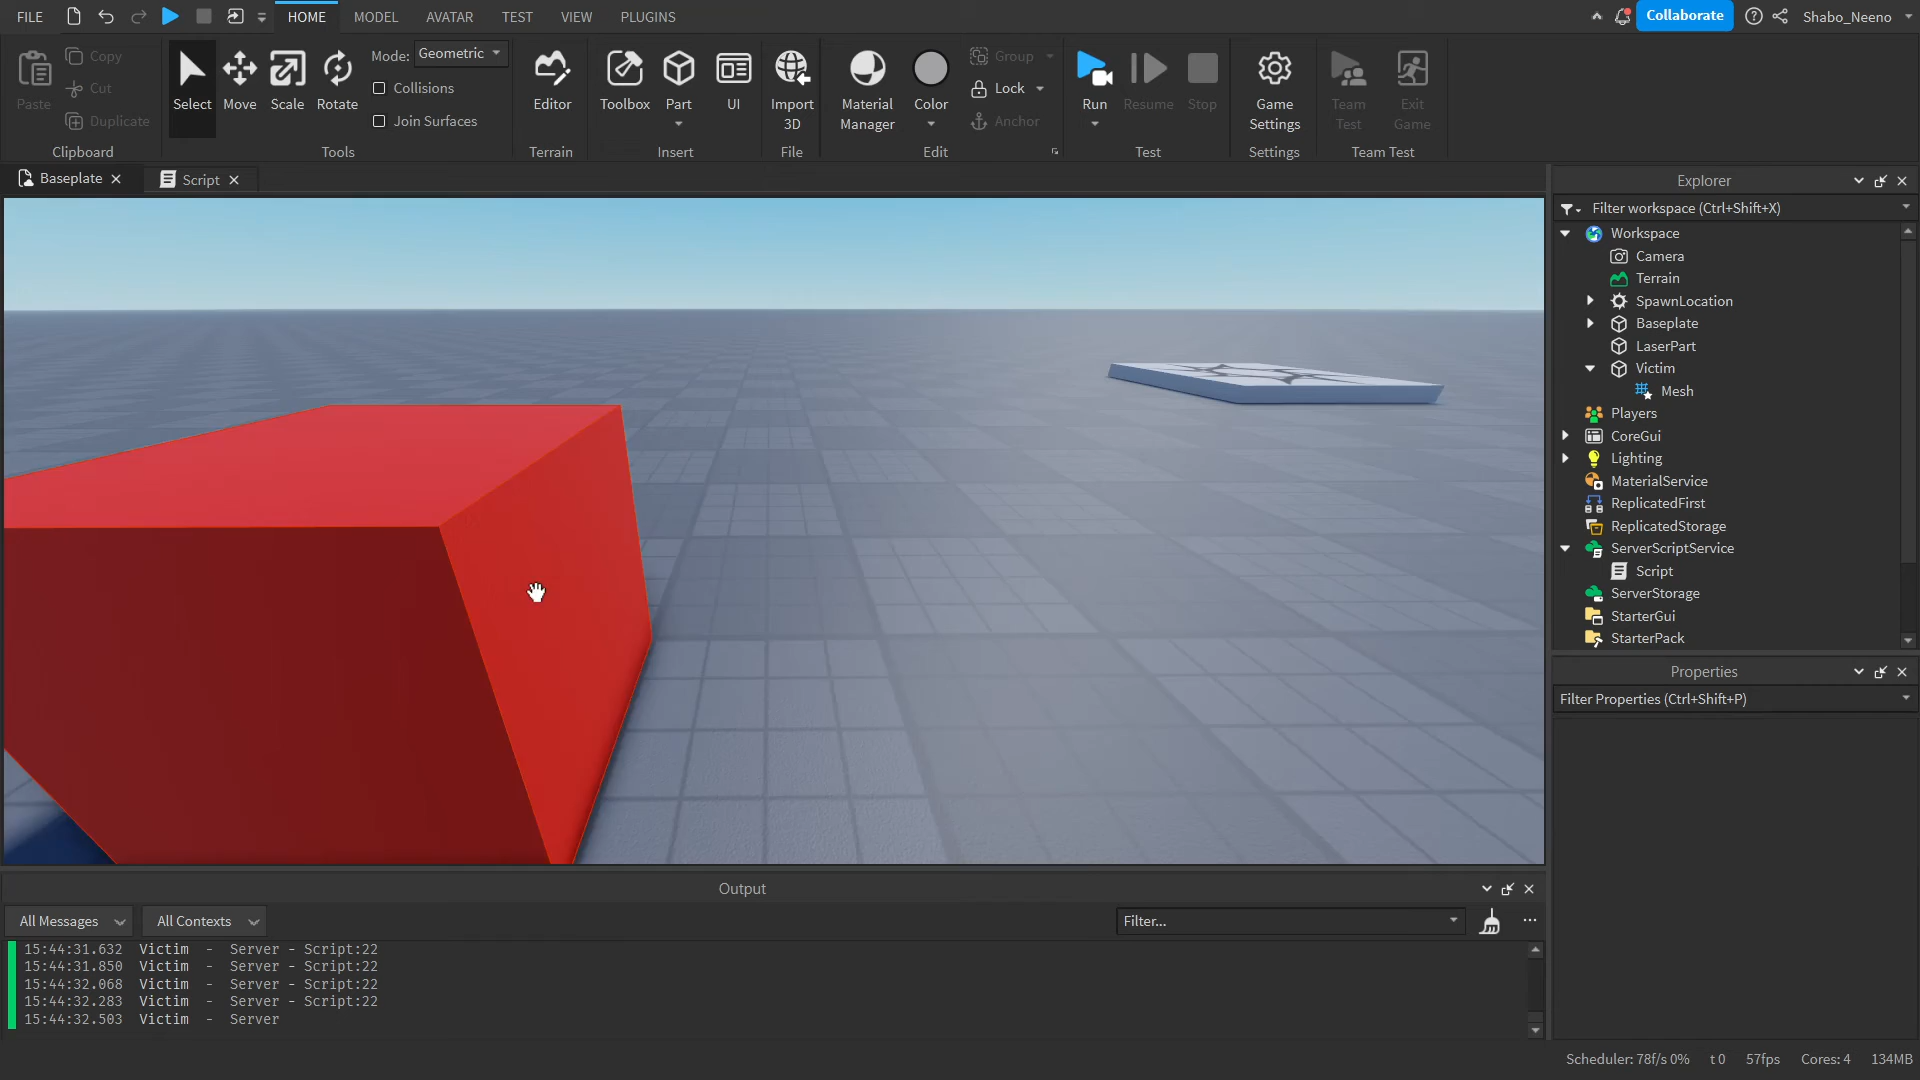 FILE
HOME
MODEL
AVATAR
TEST
VIEW
PLUGINS
Collaborate
Shabo_Neeno
Paste
Copy
Cut
Duplicate
Clipboard
Select
Move
Scale
Rotate
Mode: Geometric
Collisions
Join Surfaces
Tools
Editor
Terrain
Toolbox
Part
UI
Insert
Import
3D
File
Material
Manager
Color
Group
Lock
Anchor
Edit
Run
Resume
Stop
Test
Game
Settings
Settings
Team
Test
Exit
Game
Team Test
Baseplate
Script
Explorer
Filter workspace (Ctrl+Shift+X)
Workspace
Camera
Terrain
SpawnLocation
Baseplate
LaserPart
Victim
Mesh
Players
CoreGui
Lighting
MaterialService
ReplicatedFirst
ReplicatedStorage
ServerScriptService
Script
ServerStorage
StarterGui
StarterPack
Properties
Filter Properties (Ctrl+Shift+P)
Output
All Messages
All Contexts
Filter...
15:44:31.632 Victim - Server - Script:22
15:44:31.850 Victim - Server - Script:22
15:44:32.068 Victim - Server - Script:22
15:44:32.283 Victim - Server - Script:22
15:44:32.503 Victim - Server
Scheduler: 78f/s 0% t 0 57fps Cores: 4 134MB